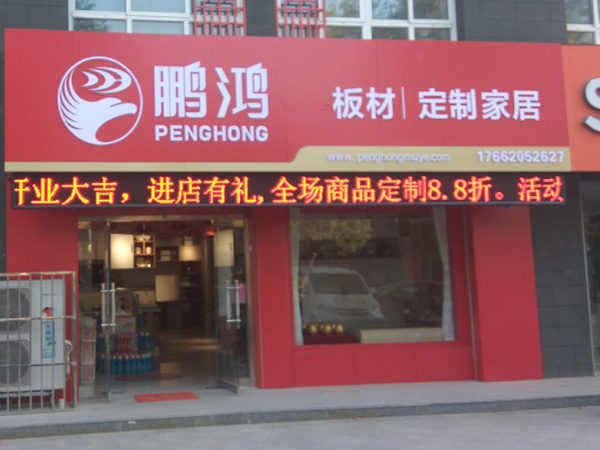 鹏鸿
PENGHONG
板材|定制家居
www.penghongmuye.com 17662052627
开业大吉，进店有礼,全场商品定制8.8折。活动
S